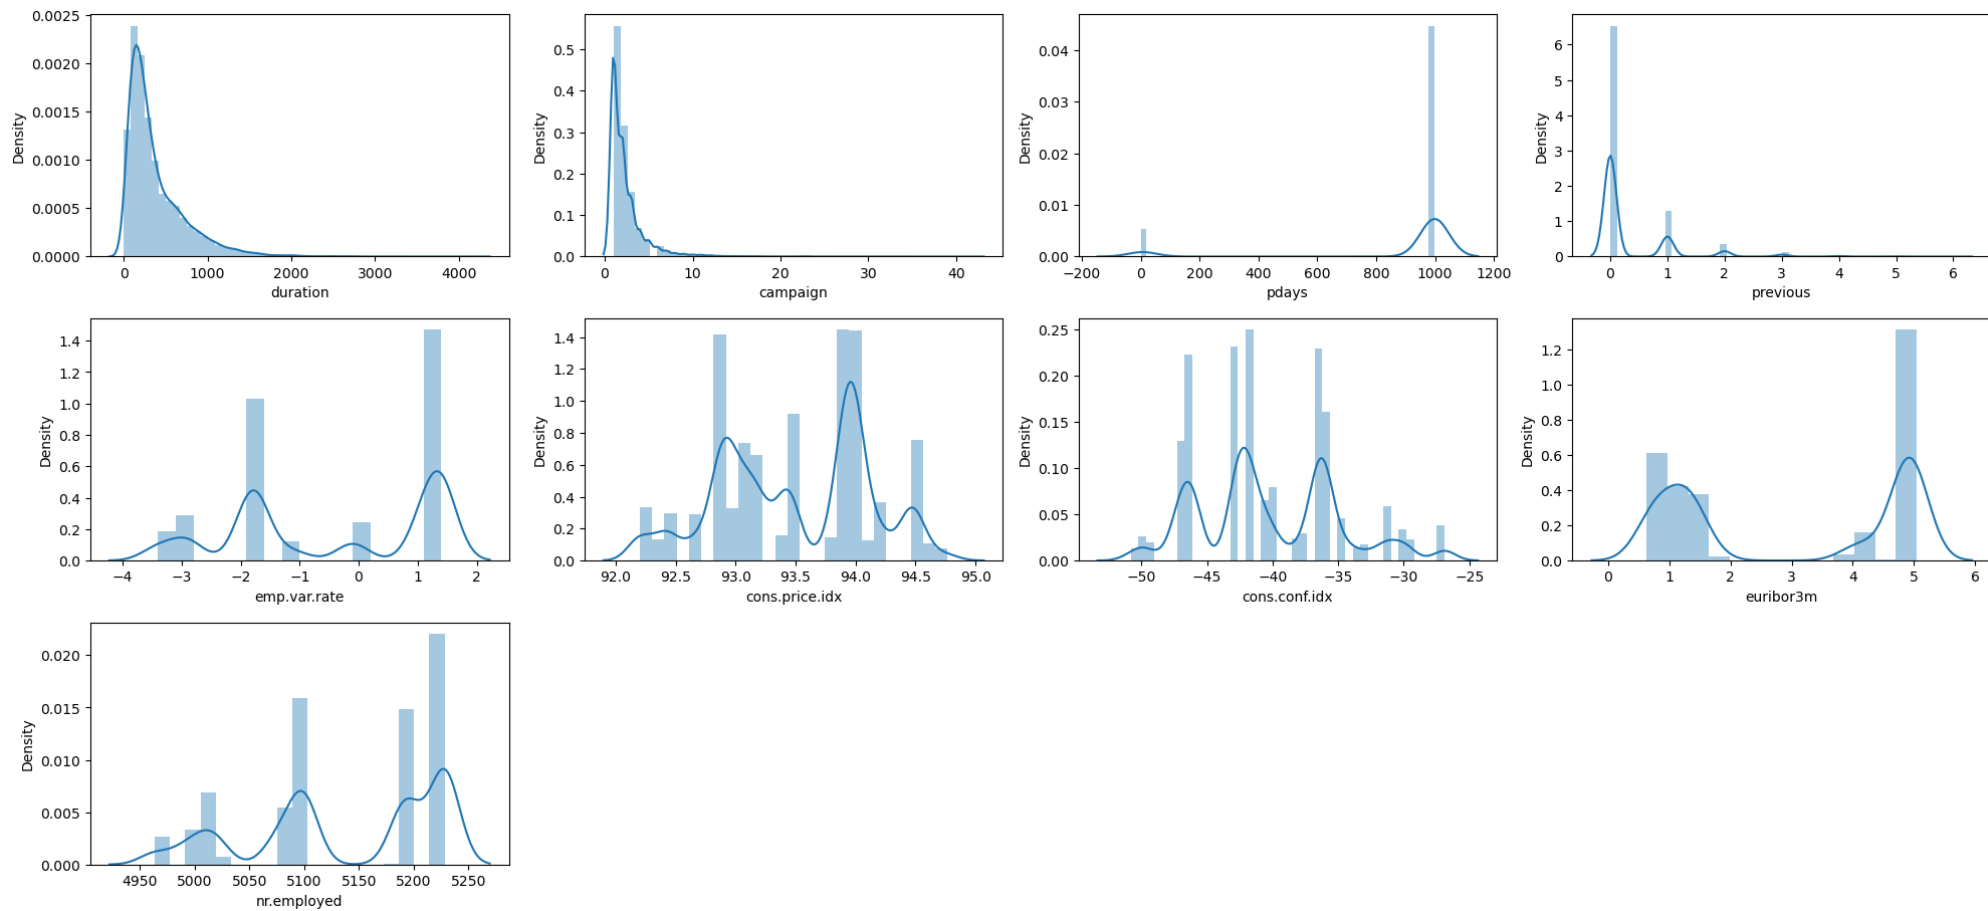 0.0025
0.0020
0.0015
0.0010
0.0005
0.0000
Density
0 1000 2000 3000 4000
duration
0.5
0.4
0.3
0.2
0.1
0.0
Density
0 10 20 30 40
campaign
0.04
0.03
0.02
0.01
0.00
Density
−200 0 200 400 600 800 1000 1200
pdays
6
5
4
3
2
1
0
Density
0 1 2 3 4 5 6
previous
1.4
1.2
1.0
0.8
0.6
0.4
0.2
0.0
Density
−4 −3 −2 −1 0 1 2
emp.var.rate
1.4
1.2
1.0
0.8
0.6
0.4
0.2
0.0
Density
92.0 92.5 93.0 93.5 94.0 94.5 95.0
cons.price.idx
0.25
0.20
0.15
0.10
0.05
0.00
Density
−50 −45 −40 −35 −30 −25
cons.conf.idx
1.2
1.0
0.8
0.6
0.4
0.2
0.0
Density
0 1 2 3 4 5 6
euribor3m
0.020
0.015
0.010
0.005
0.000
Density
4950 5000 5050 5100 5150 5200 5250
nr.employed